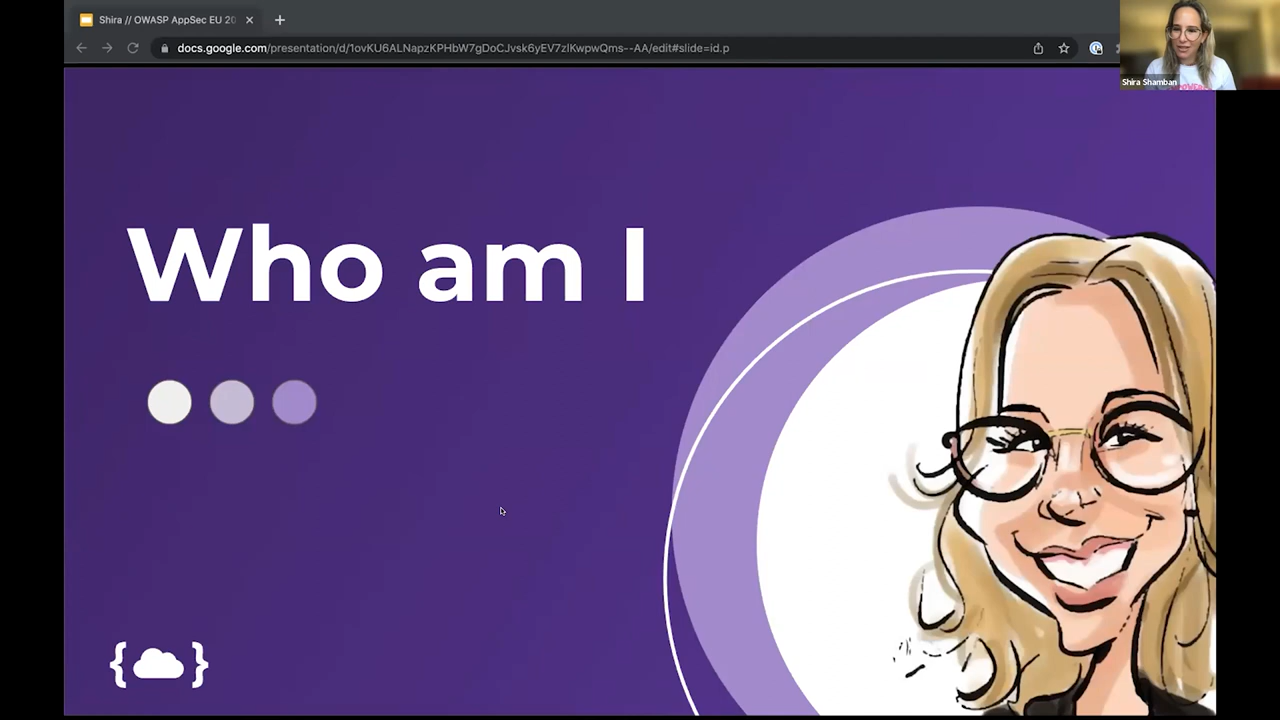 Shira // OWASP AppSec EU 20
docs.google.com/presentation/d/1ovKU6ALNapzKPHbW7gDoCJvsk6yEV7zlKwpwQms--AA/edit#slide=id.p
Shira Shamban
Who am I